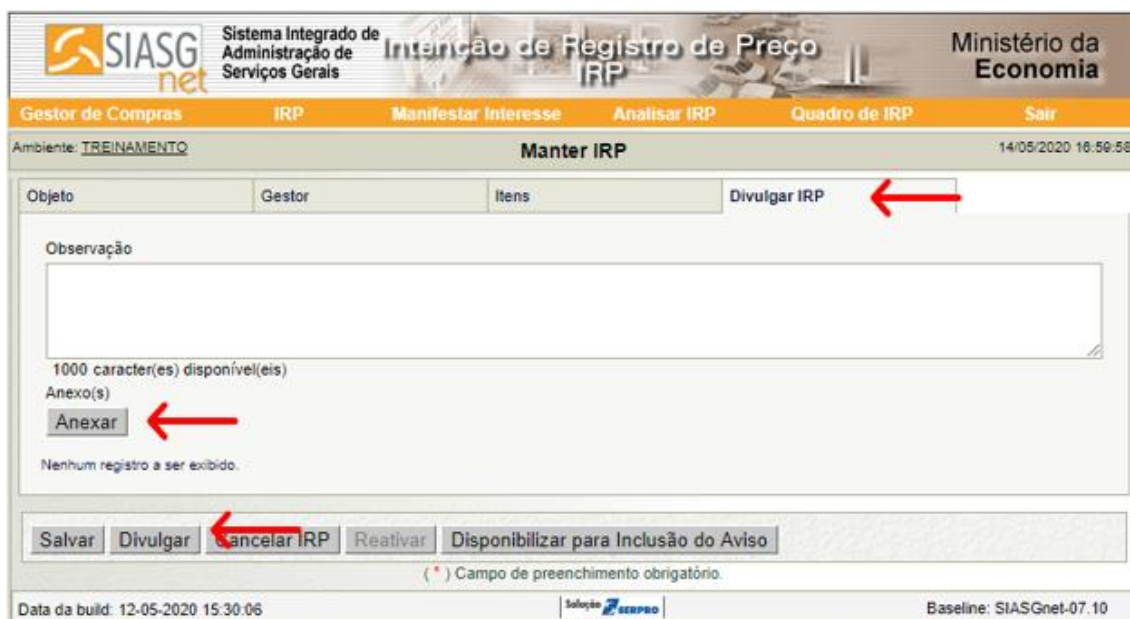 SIASG
net
Sistema Integrado de
Administração de
Serviços Gerais
Intenção de Registro de Preço
IRP
Ministério da
Economia
Gestor de Compras IRP Manifestar Interesse Analisar IRP Quadro de IRP Sair
Ambiente: TREINAMENTO Manter IRP 14/05/2020 16:59:58
Objeto Gestor Itens Divulgar IRP
Observação
1000 caracter(es) disponível(eis)
Anexo(s)
Anexar
Nenhum registro a ser exibido.
Salvar Divulgar Cancelar IRP Reativar Disponibilizar para Inclusão do Aviso
( * ) Campo de preenchimento obrigatório.
Data da build: 12-05-2020 15:30:06 Solução SERPRO Baseline: SIASGnet-07.10